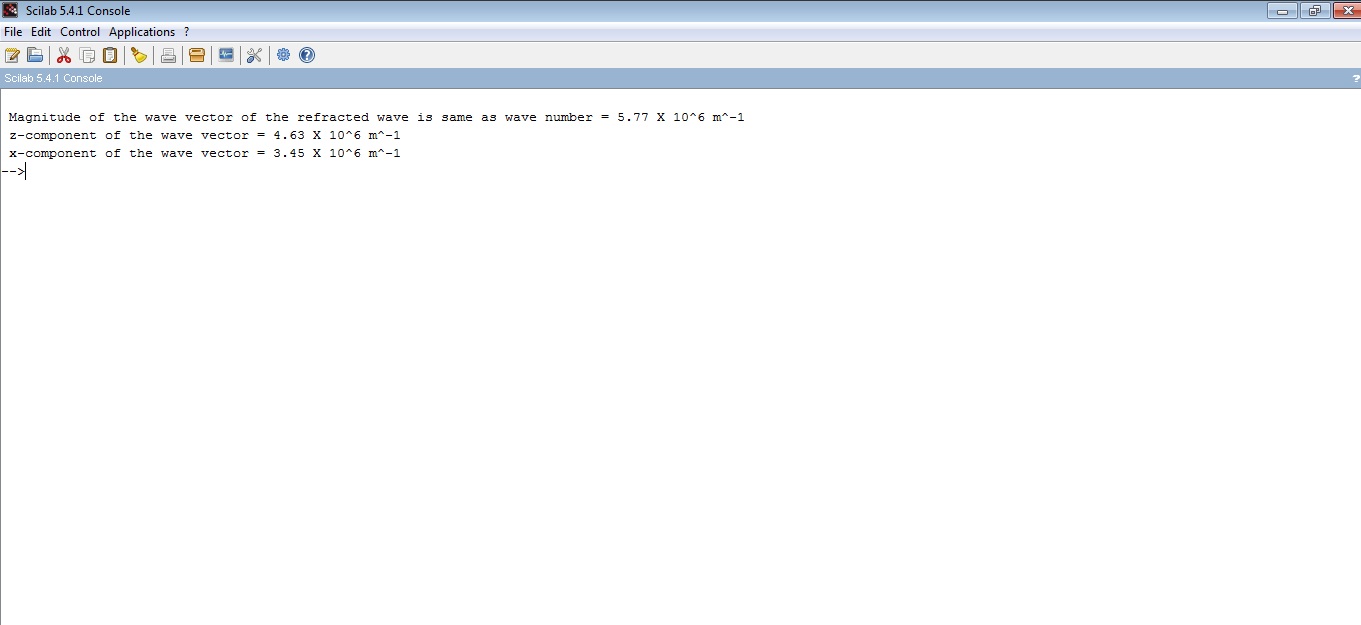 Scilab 5.4.1 Console
File Edit Control Applications ?
Scilab 5.4.1 Console ?
Magnitude of the wave vector of the refracted wave is same as wave number = 5.77 X 10^6 m^-1
z-component of the wave vector = 4.63 X 10^6 m^-1
x-component of the wave vector = 3.45 X 10^6 m^-1
-->